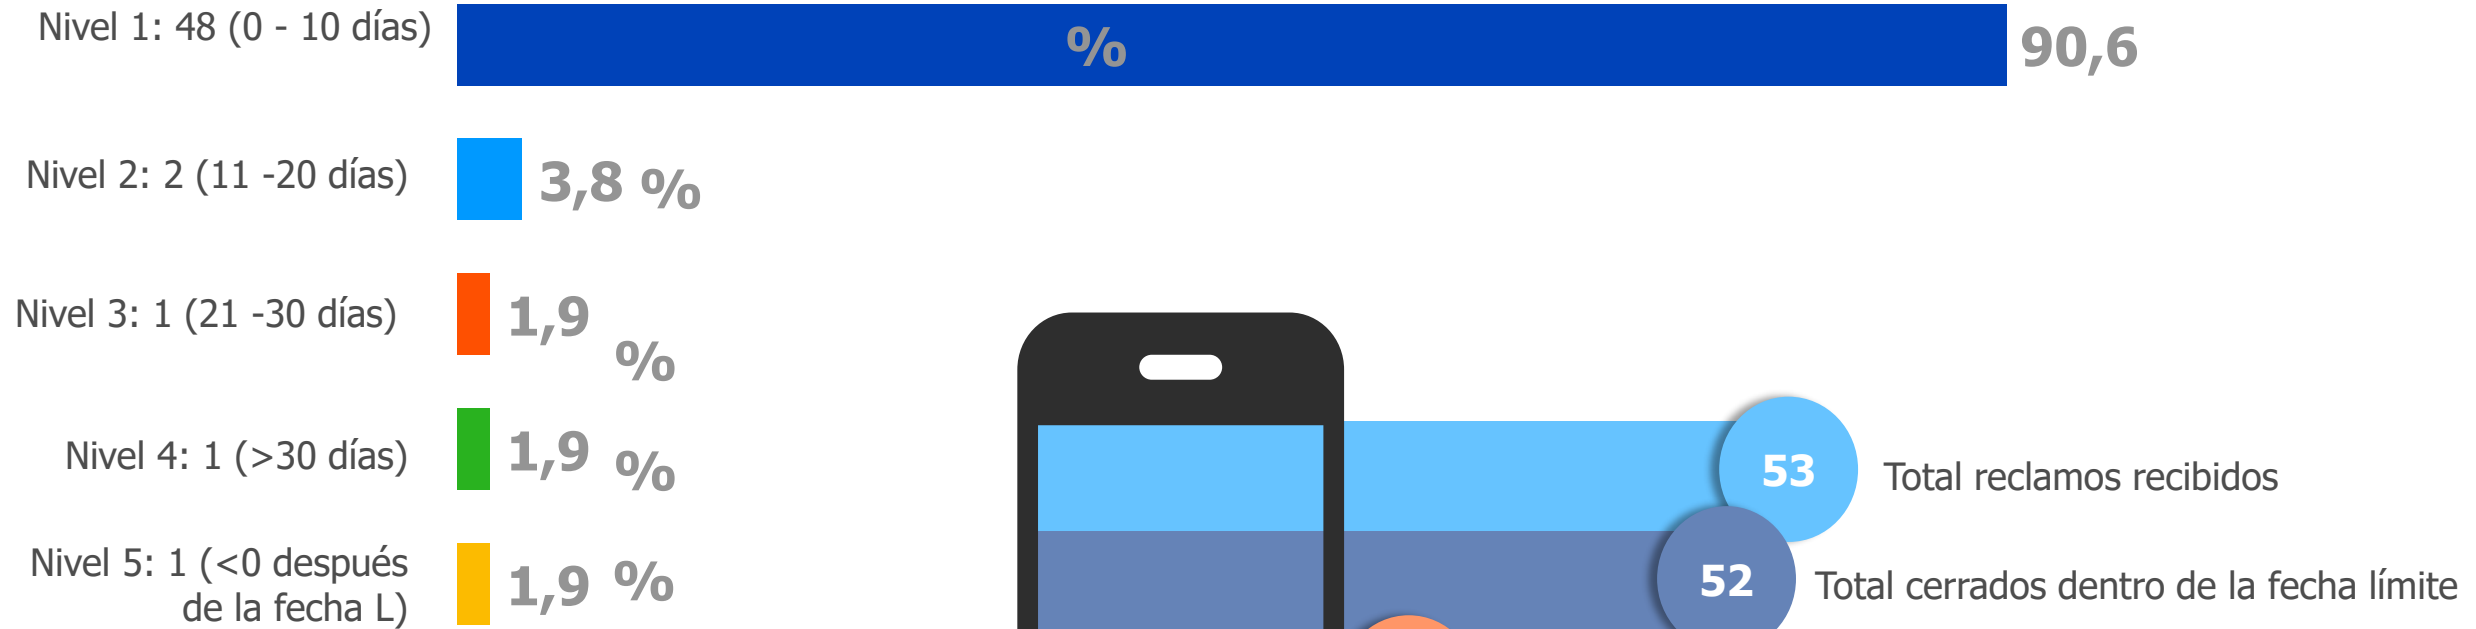 Nivel 1: 48 (0 - 10 días)
% 90,6
Nivel 2: 2 (11 -20 días)
3,8 %
Nivel 3: 1 (21 -30 días)
1,9 %
Nivel 4: 1 (>30 días)
1,9 %
Nivel 5: 1 (<0 después
de la fecha L)
1,9 %
53 Total reclamos recibidos
52 Total cerrados dentro de la fecha límite